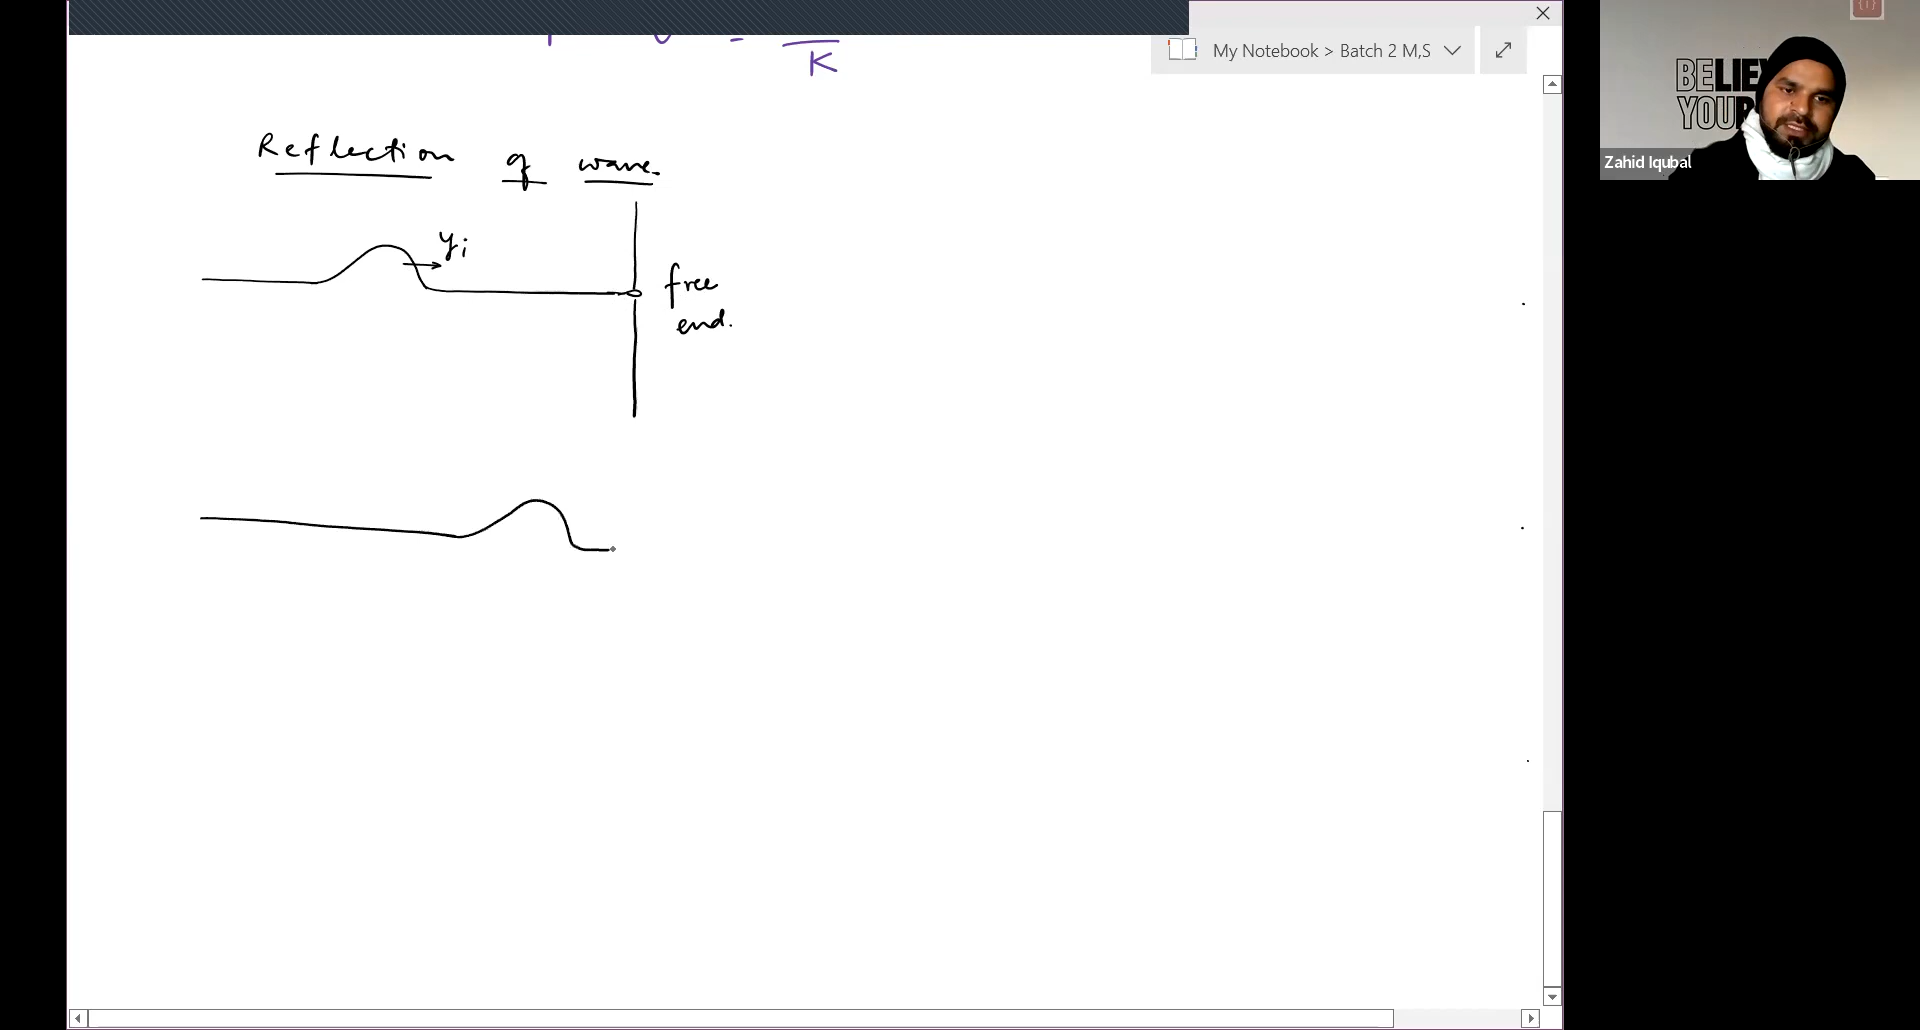 K
My Notebook > Batch 2 M,S
BELIE
YOUR
Zahid Iqubal
Reflection of wave.
yi
free
end.